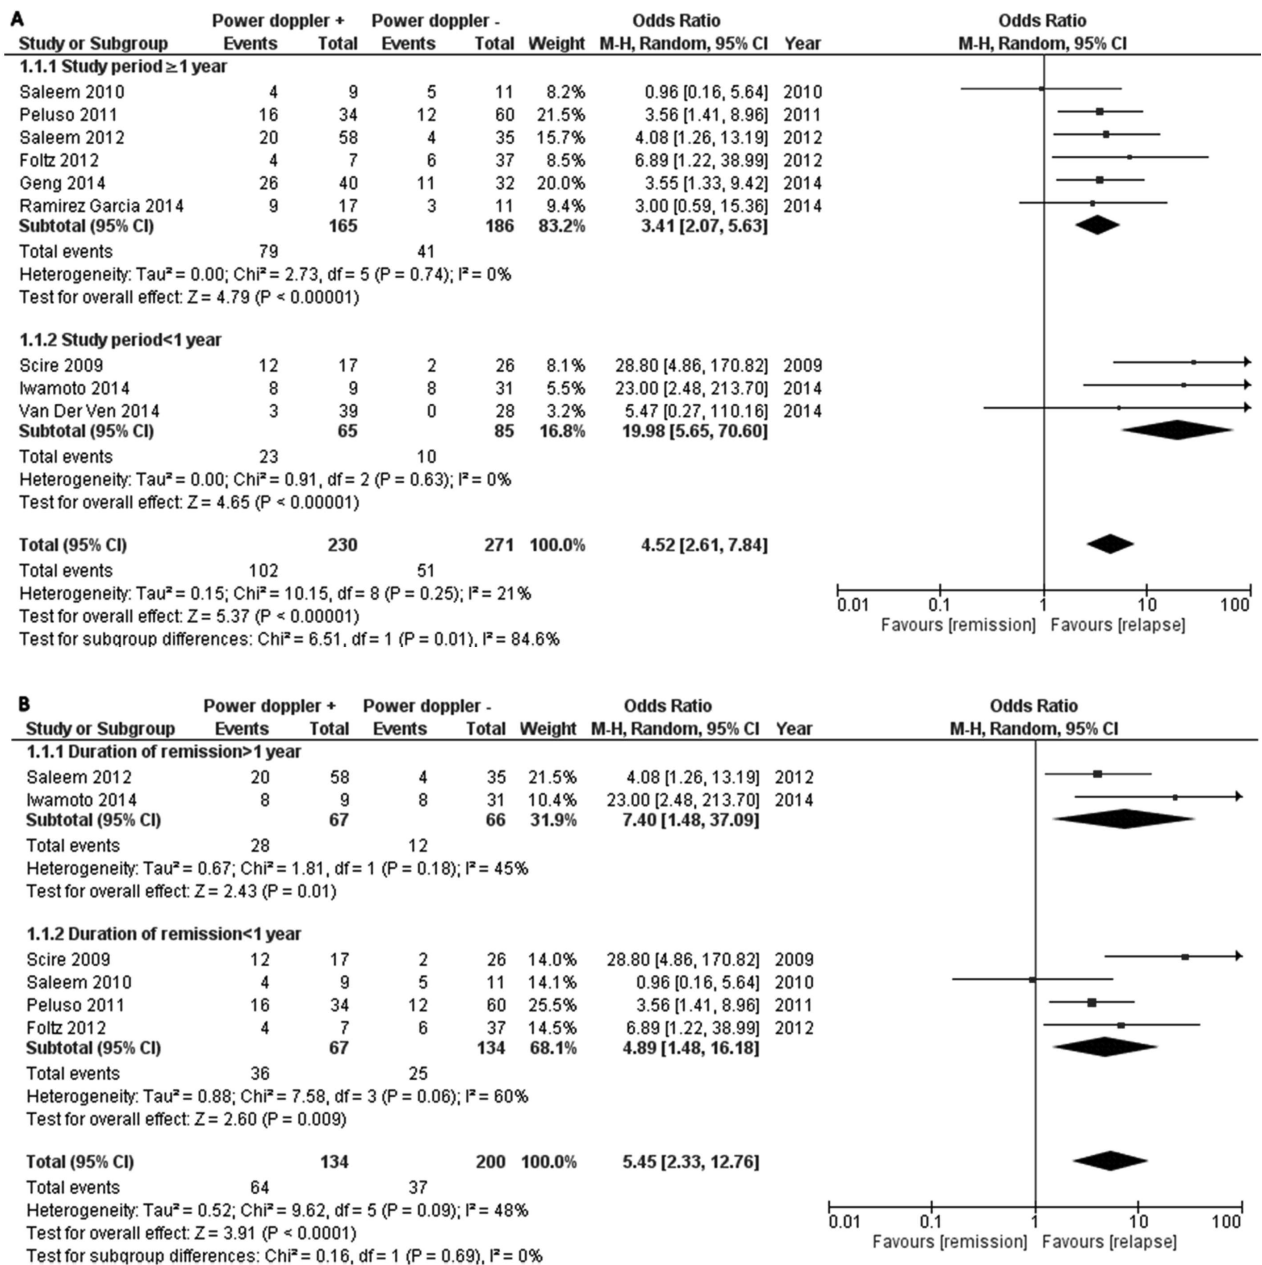 A
Power doppler + Power doppler - Odds Ratio Odds Ratio
Study or Subgroup Events Total Events Total Weight M-H, Random, 95% CI Year M-H, Random, 95% CI
1.1.1 Study period ≥ 1 year
Saleem 2010 4 9 5 11 8.2% 0.96 [0.16, 5.64] 2010
Peluso 2011 16 34 12 60 21.5% 3.56 [1.41, 8.96] 2011
Saleem 2012 20 58 4 35 15.7% 4.08 [1.26, 13.19] 2012
Foltz 2012 4 7 6 37 8.5% 6.89 [1.22, 38.99] 2012
Geng 2014 26 40 11 32 20.0% 3.55 [1.33, 9.42] 2014
Ramirez Garcia 2014 9 17 3 11 9.4% 3.00 [0.59, 15.36] 2014
Subtotal (95% CI) 165 186 83.2% 3.41 [2.07, 5.63]
Total events 79 41
Heterogeneity: Tau² = 0.00; Chi² = 2.73, df = 5 (P = 0.74); I² = 0%
Test for overall effect: Z = 4.79 (P < 0.00001)
1.1.2 Study period<1 year
Scire 2009 12 17 2 26 8.1% 28.80 [4.86, 170.82] 2009
Iwamoto 2014 8 9 8 31 5.5% 23.00 [2.48, 213.70] 2014
Van Der Ven 2014 3 39 0 28 3.2% 5.47 [0.27, 110.16] 2014
Subtotal (95% CI) 65 85 16.8% 19.98 [5.65, 70.60]
Total events 23 10
Heterogeneity: Tau² = 0.00; Chi² = 0.91, df = 2 (P = 0.63); I² = 0%
Test for overall effect: Z = 4.65 (P < 0.00001)
Total (95% CI) 230 271 100.0% 4.52 [2.61, 7.84]
Total events 102 51
Heterogeneity: Tau² = 0.15; Chi² = 10.15, df = 8 (P = 0.25); I² = 21%
Test for overall effect: Z = 5.37 (P < 0.00001)
Test for subgroup differences: Chi² = 6.51, df = 1 (P = 0.01), I² = 84.6%
0.01 0.1 1 10 100
Favours [remission] Favours [relapse]
B
Power doppler + Power doppler - Odds Ratio Odds Ratio
Study or Subgroup Events Total Events Total Weight M-H, Random, 95% CI Year M-H, Random, 95% CI
1.1.1 Duration of remission>1 year
Saleem 2012 20 58 4 35 21.5% 4.08 [1.26, 13.19] 2012
Iwamoto 2014 8 9 8 31 10.4% 23.00 [2.48, 213.70] 2014
Subtotal (95% CI) 67 66 31.9% 7.40 [1.48, 37.09]
Total events 28 12
Heterogeneity: Tau² = 0.67; Chi² = 1.81, df = 1 (P = 0.18); I² = 45%
Test for overall effect: Z = 2.43 (P = 0.01)
1.1.2 Duration of remission<1 year
Scire 2009 12 17 2 26 14.0% 28.80 [4.86, 170.82] 2009
Saleem 2010 4 9 5 11 14.1% 0.96 [0.16, 5.64] 2010
Peluso 2011 16 34 12 60 25.5% 3.56 [1.41, 8.96] 2011
Foltz 2012 4 7 6 37 14.5% 6.89 [1.22, 38.99] 2012
Subtotal (95% CI) 67 134 68.1% 4.89 [1.48, 16.18]
Total events 36 25
Heterogeneity: Tau² = 0.88; Chi² = 7.58, df = 3 (P = 0.06); I² = 60%
Test for overall effect: Z = 2.60 (P = 0.009)
Total (95% CI) 134 200 100.0% 5.45 [2.33, 12.76]
Total events 64 37
Heterogeneity: Tau² = 0.52; Chi² = 9.62, df = 5 (P = 0.09); I² = 48%
Test for overall effect: Z = 3.91 (P < 0.0001)
Test for subgroup differences: Chi² = 0.16, df = 1 (P = 0.69), I² = 0%
0.01 0.1 1 10 100
Favours [remission] Favours [relapse]